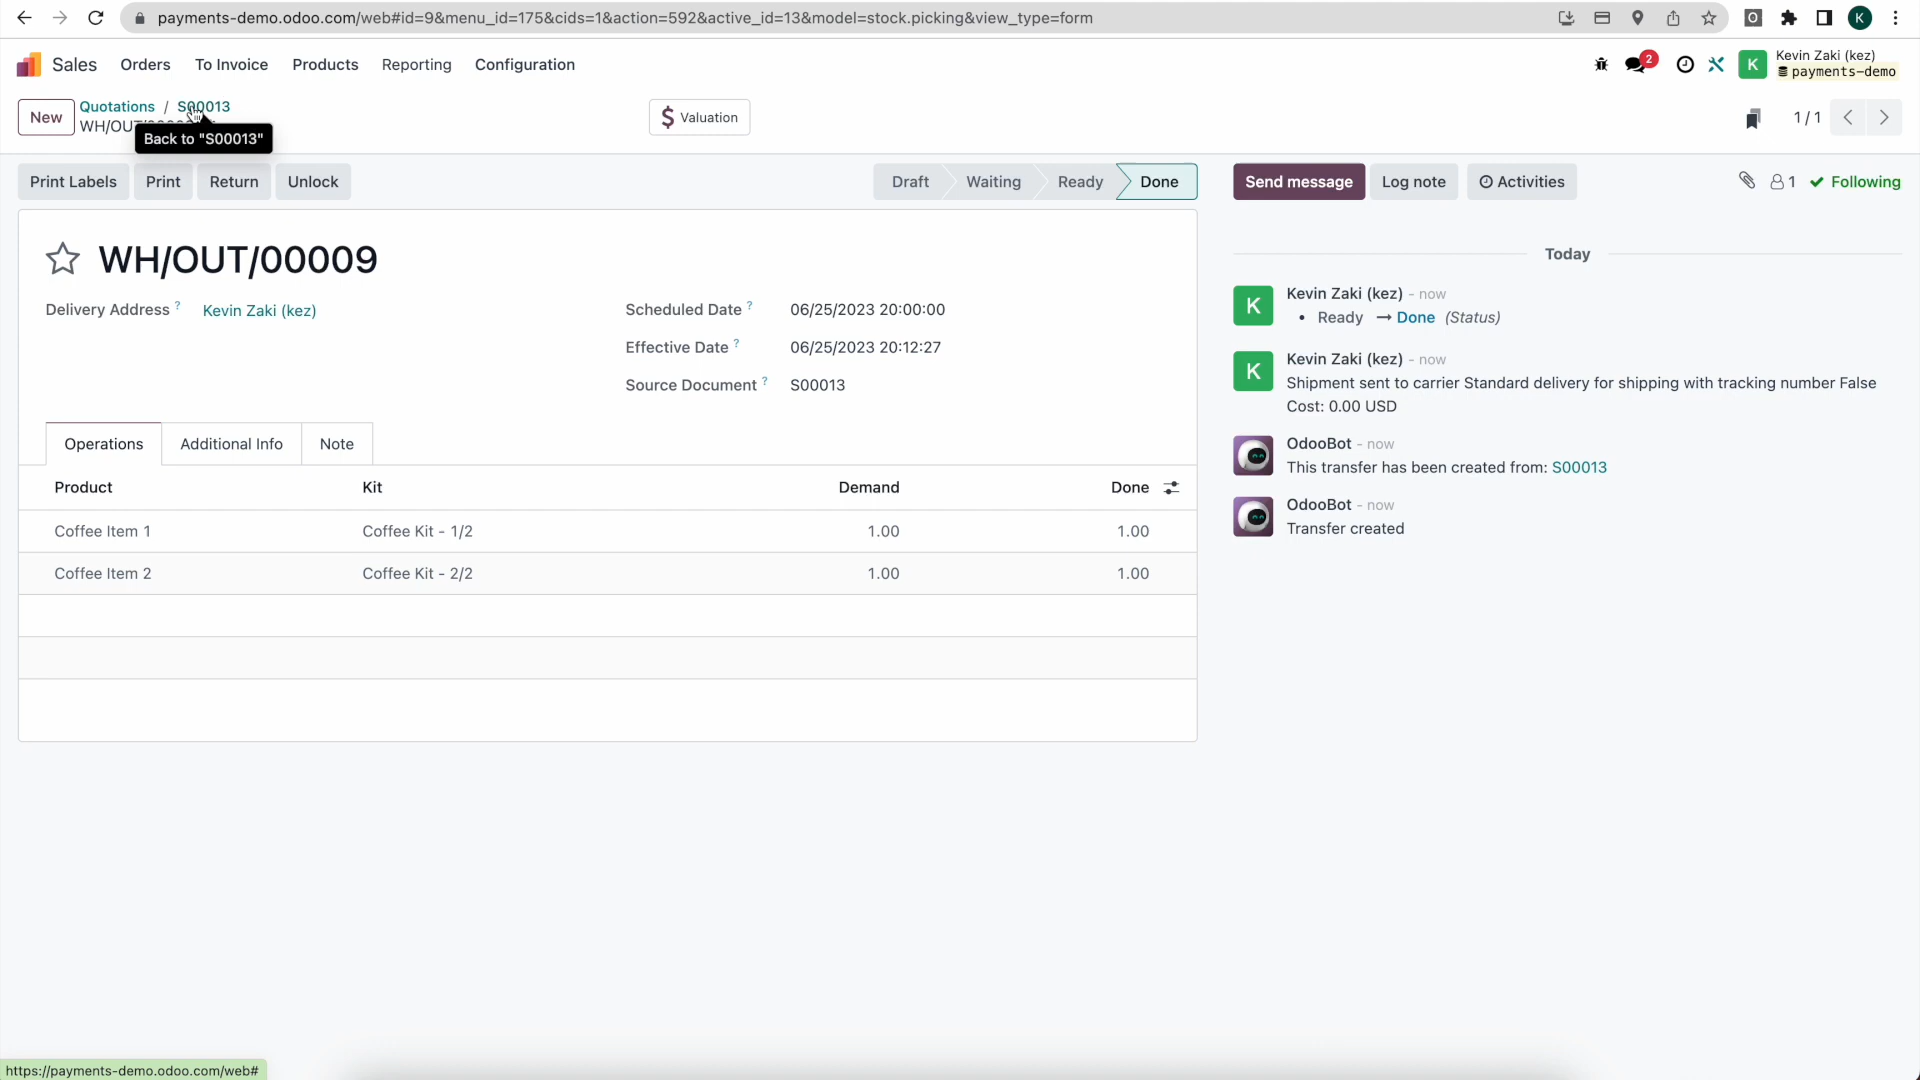 payments-demo.odoo.com/web#id=9&menu_id=175&cids=1&action=592&active_id=13&model=stock.picking&view_type=form
K
Sales Orders To Invoice Products Reporting Configuration
2
K
Kevin Zaki (kez)
payments-demo
New
Quotations / S00013
WH/OUT/
Back to "S00013"
$ Valuation
1 / 1
Print Labels Print Return Unlock
Draft Waiting Ready Done
Send message Log note Activities
1 Following
WH/OUT/00009
Delivery Address ? Kevin Zaki (kez)
Scheduled Date ? 06/25/2023 20:00:00
Effective Date ? 06/25/2023 20:12:27
Source Document ? S00013
Operations Additional Info Note
Product Kit Demand Done
Coffee Item 1 Coffee Kit - 1/2 1.00 1.00
Coffee Item 2 Coffee Kit - 2/2 1.00 1.00
Today
K
Kevin Zaki (kez) - now
• Ready → Done (Status)
K
Kevin Zaki (kez) - now
Shipment sent to carrier Standard delivery for shipping with tracking number False
Cost: 0.00 USD
OdooBot - now
This transfer has been created from: S00013
OdooBot - now
Transfer created
https://payments-demo.odoo.com/web#